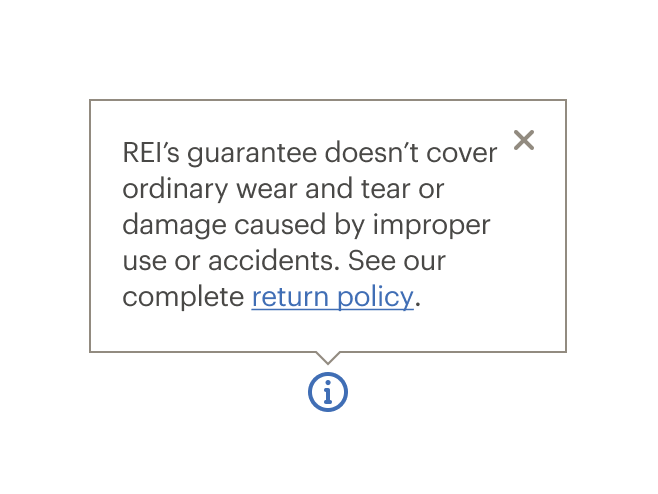 REI’s guarantee doesn’t cover
ordinary wear and tear or
damage caused by improper
use or accidents. See our
complete return policy.